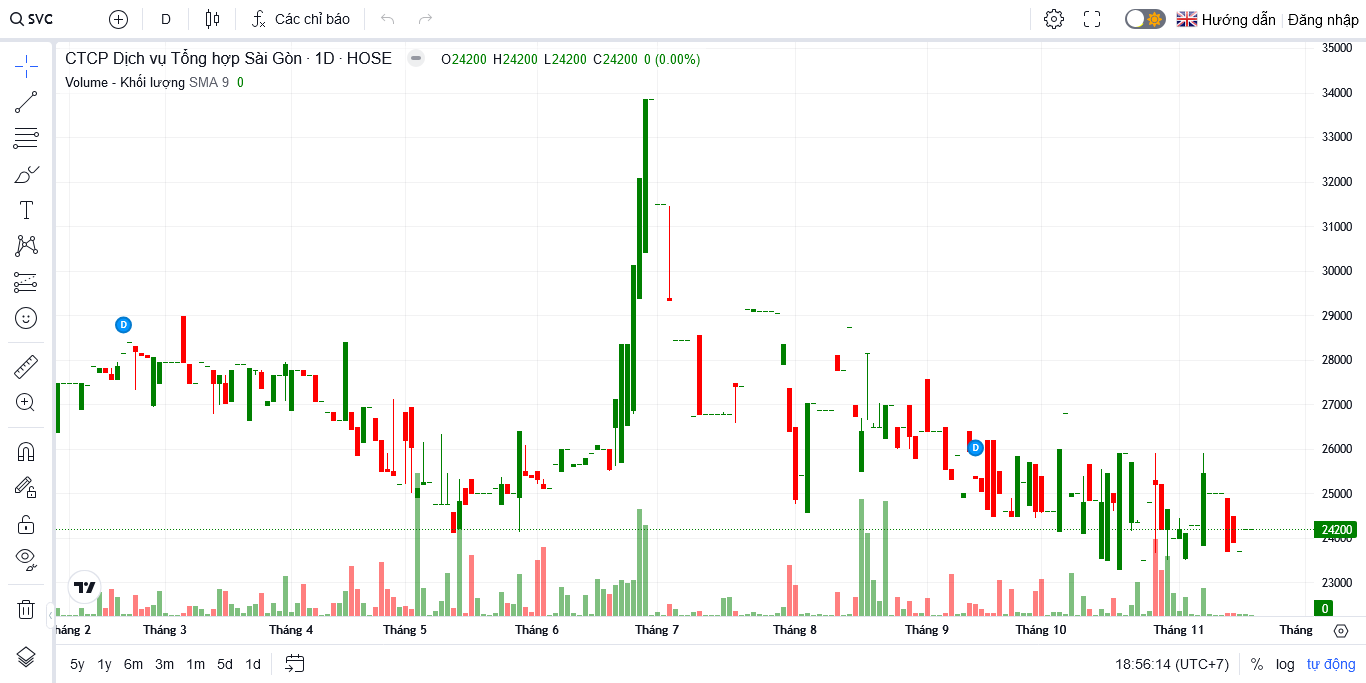 SVC D Các chỉ báo Hướng dẫn Đăng nhập
CTCP Dịch vụ Tổng hợp Sài Gòn · 1D · HOSE O24200 H24200 L24200 C24200 0 (0.00%)
Volume - Khối lượng SMA 9 0
35000
34000
33000
32000
31000
30000
29000
28000
27000
26000
25000
24200
24000
23000
0
D
D
háng 2 Tháng 3 Tháng 4 Tháng 5 Tháng 6 Tháng 7 Tháng 8 Tháng 9 Tháng 10 Tháng 11 Tháng
5y 1y 6m 3m 1m 5d 1d 18:56:14 (UTC+7) % log tự động